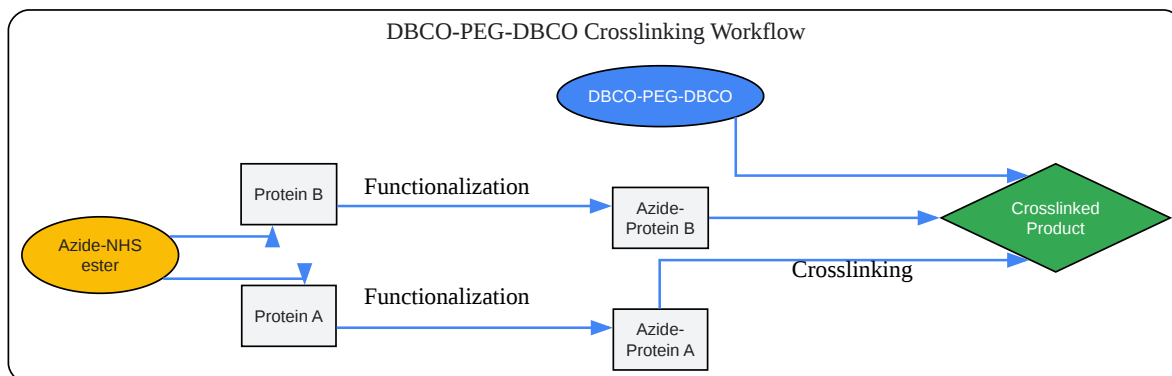 DBCO-PEG-DBCO Crosslinking Workflow
DBCO-PEG-DBCO
Protein B
Functionalization
Azide-
Protein B
Crosslinked
Product
Azide-NHS
ester
Crosslinking
Protein A
Functionalization
Azide-
Protein A